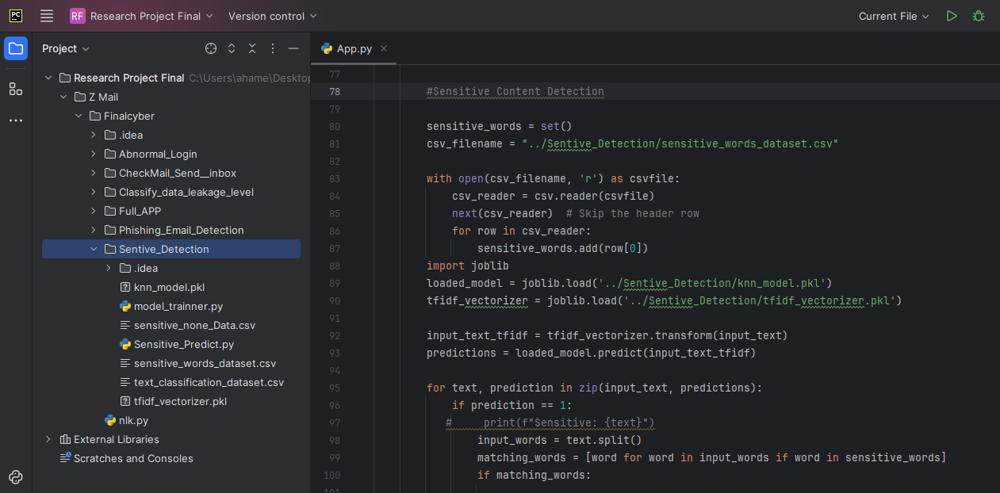 PC RF Research Project Final Version control Current File
Project
Research Project Final C:\Users\ahame\Desktop
Z Mail
Finalcyber
.idea
Abnormal_Login
CheckMail_Send__inbox
Classify_data_leakage_level
Full_APP
Phishing_Email_Detection
Sentive_Detection
.idea
knn_model.pkl
model_trainner.py
sensitive_none_Data.csv
Sensitive_Predict.py
sensitive_words_dataset.csv
text_classification_dataset.csv
tfidf_vectorizer.pkl
nlk.py
External Libraries
Scratches and Consoles
App.py
77
78 #Sensitive Content Detection
79
80 sensitive_words = set()
81 csv_filename = "../Sentive_Detection/sensitive_words_dataset.csv"
82
83 with open(csv_filename, 'r') as csvfile:
84 csv_reader = csv.reader(csvfile)
85 next(csv_reader)  # Skip the header row
86 for row in csv_reader:
87 sensitive_words.add(row[0])
88 import joblib
89 loaded_model = joblib.load('../Sentive_Detection/knn_model.pkl')
90 tfidf_vectorizer = joblib.load('../Sentive_Detection/tfidf_vectorizer.pkl')
91
92 input_text_tfidf = tfidf_vectorizer.transform(input_text)
93 predictions = loaded_model.predict(input_text_tfidf)
94
95 for text, prediction in zip(input_text, predictions):
96 if prediction == 1:
97 #     print(f"Sensitive: {text}")
98 input_words = text.split()
99 matching_words = [word for word in input_words if word in sensitive_words]
100 if matching_words:
101